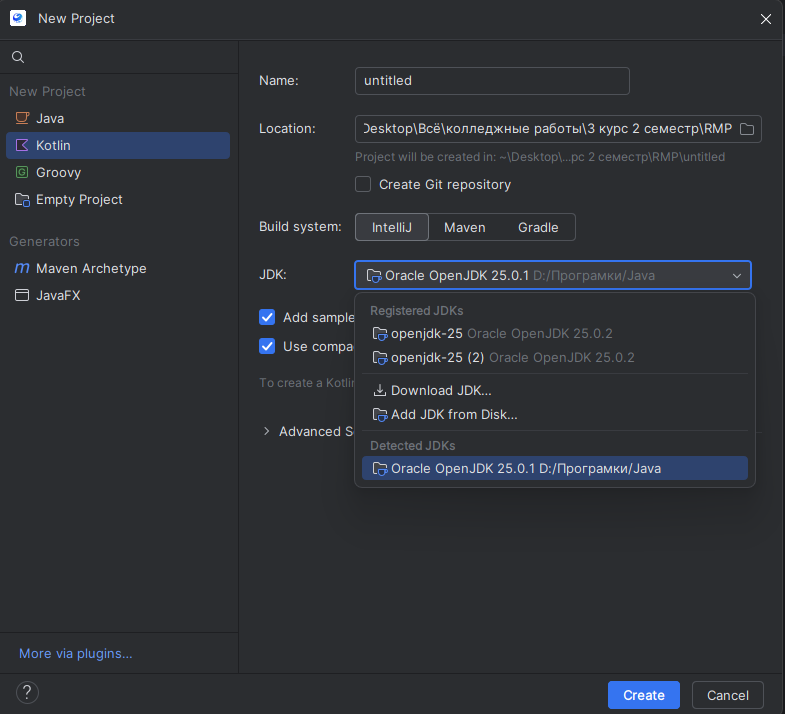 New Project
New Project
Java
Kotlin
G Groovy
Empty Project
Generators
m Maven Archetype
JavaFX
More via plugins...
?
Name: untitled
Location: Desktop\Всё\колледжные работы\3 курс 2 семестр\RMP
Project will be created in: ~\Desktop\...рс 2 семестр\RMP\untitled
Create Git repository
Build system: IntelliJ Maven Gradle
JDK: Oracle OpenJDK 25.0.1 D:/Програмки/Java
Registered JDKs
openjdk-25 Oracle OpenJDK 25.0.2
openjdk-25 (2) Oracle OpenJDK 25.0.2
Download JDK...
Add JDK from Disk...
Detected JDKs
Oracle OpenJDK 25.0.1 D:/Програмки/Java
Add sample
Use compa
To create a Kotlin
Advanced S
Create Cancel